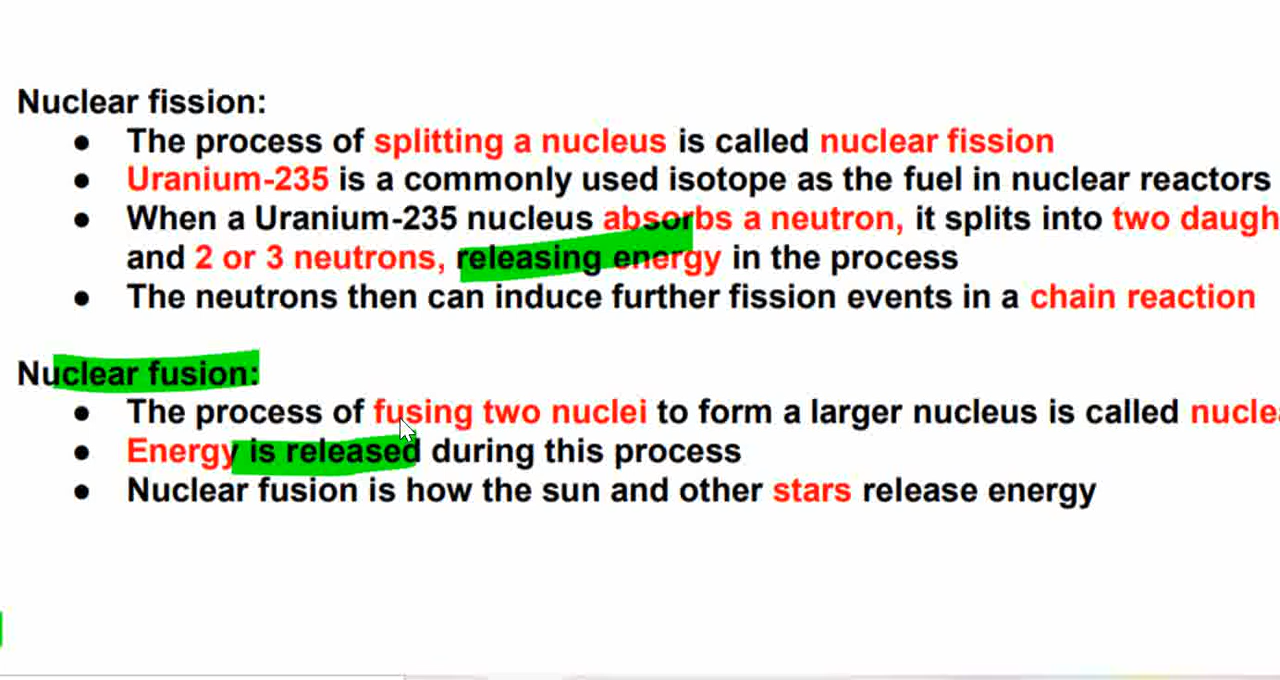 Nuclear fission:
● The process of splitting a nucleus is called nuclear fission
● Uranium-235 is a commonly used isotope as the fuel in nuclear reactors
● When a Uranium-235 nucleus absorbs a neutron, it splits into two daugh
and 2 or 3 neutrons, releasing energy in the process
● The neutrons then can induce further fission events in a chain reaction
Nuclear fusion:
● The process of fusing two nuclei to form a larger nucleus is called nuclea
● Energy is released during this process
● Nuclear fusion is how the sun and other stars release energy